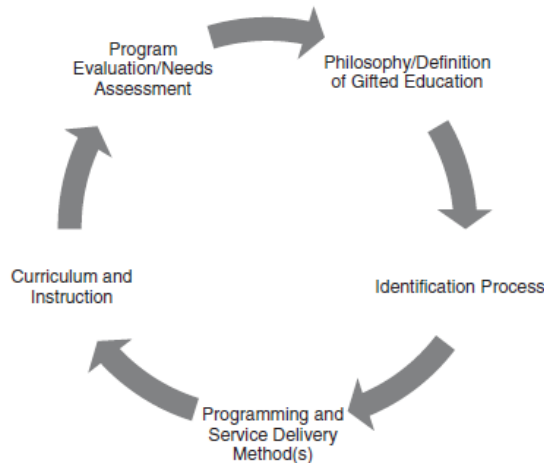 Program
Evaluation/Needs
Assessment
Philosophy/Definition
of Gifted Education
Identification Process
Programming and
Service Delivery
Method(s)
Curriculum and
Instruction